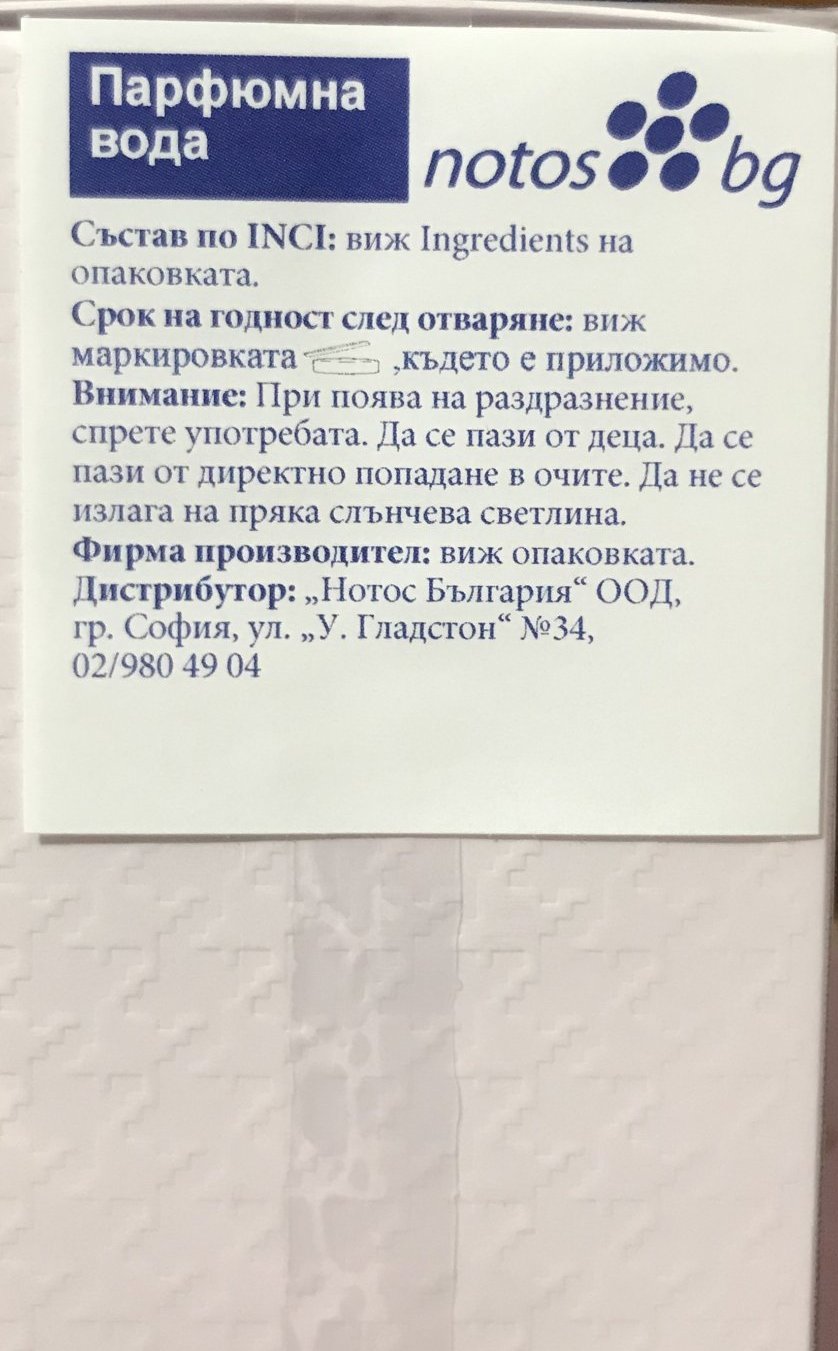 Парфюмна
вода
notos bg
Състав по INCI: виж Ingredients на
опаковката.
Срок на годност след отваряне: виж
маркировката ,където е приложимо.
Внимание: При поява на раздразнение,
спрете употребата. Да се пази от деца. Да се
пази от директно попадане в очите. Да не се
излага на пряка слънчева светлина.
Фирма производител: виж опаковката.
Дистрибутор: „Нотос България“ ООД,
гр. София, ул. „У. Гладстон“ №34,
02/980 49 04